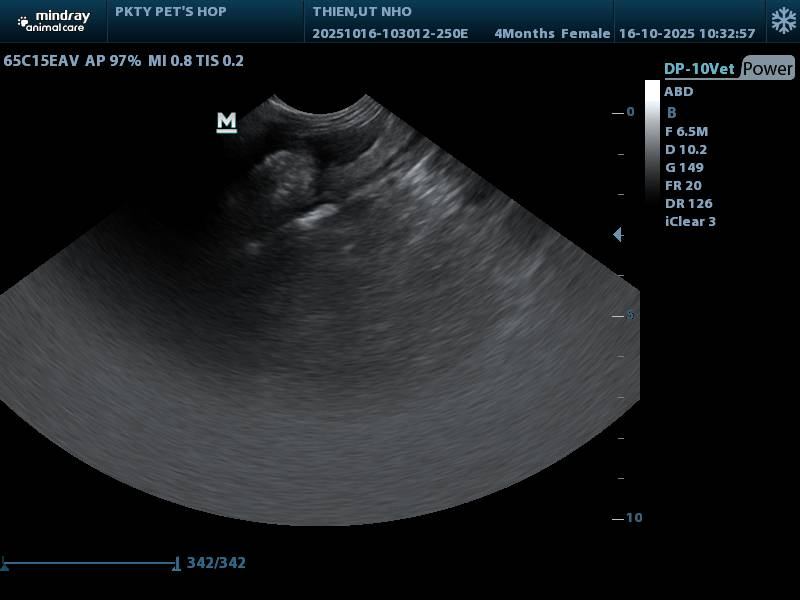 mindray
animal care
PKTY PET'S HOP
THIEN,UT NHO
20251016-103012-250E
4Months Female
16-10-2025 10:32:57
65C15EAV AP 97% MI 0.8 TIS 0.2
DP-10Vet
Power
ABD
B
F 6.5M
D 10.2
G 149
FR 20
DR 126
iClear 3
M
0
5
10
342/342